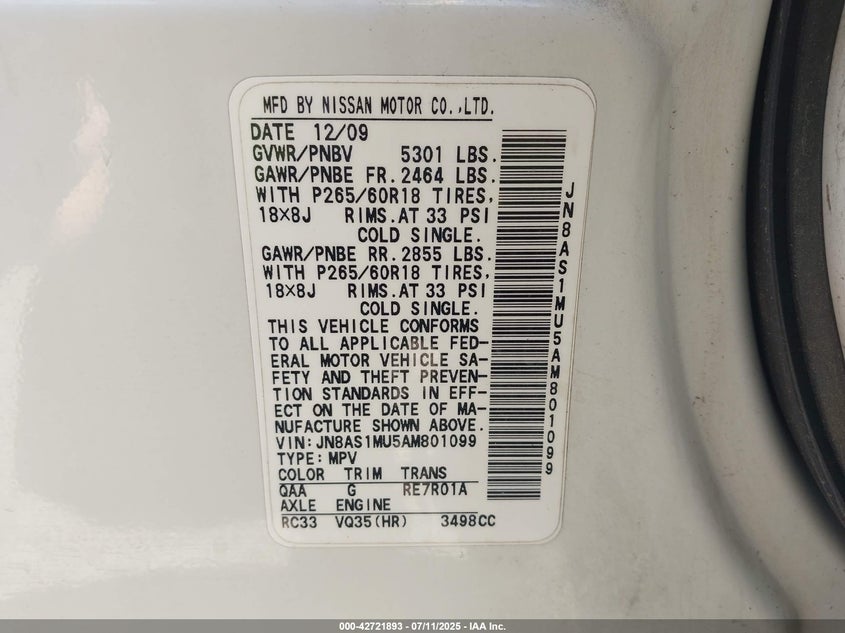 MFD BY NISSAN MOTOR CO.,LTD.
DATE 12/09
GVWR/PNBV 5301 LBS.
GAWR/PNBE FR. 2464 LBS.
WITH P265/60R18 TIRES,
18×8J RIMS.AT 33 PSI
COLD SINGLE.
GAWR/PNBE RR. 2855 LBS.
WITH P265/60R18 TIRES,
18×8J RIMS.AT 33 PSI
COLD SINGLE.
THIS VEHICLE CONFORMS
TO ALL APPLICABLE FED-
ERAL MOTOR VEHICLE SA-
FETY AND THEFT PREVEN-
TION STANDARDS IN EFF-
ECT ON THE DATE OF MA-
NUFACTURE SHOWN ABOVE.
VIN:JN8AS1MU5AM801099
TYPE:MPV
COLOR TRIM TRANS
QAA G RE7R01A
AXLE ENGINE
RC33 VQ35(HR) 3498CC
JN8AS1MU5AM801099
000-42721893 - 07/11/2025 - IAA Inc.